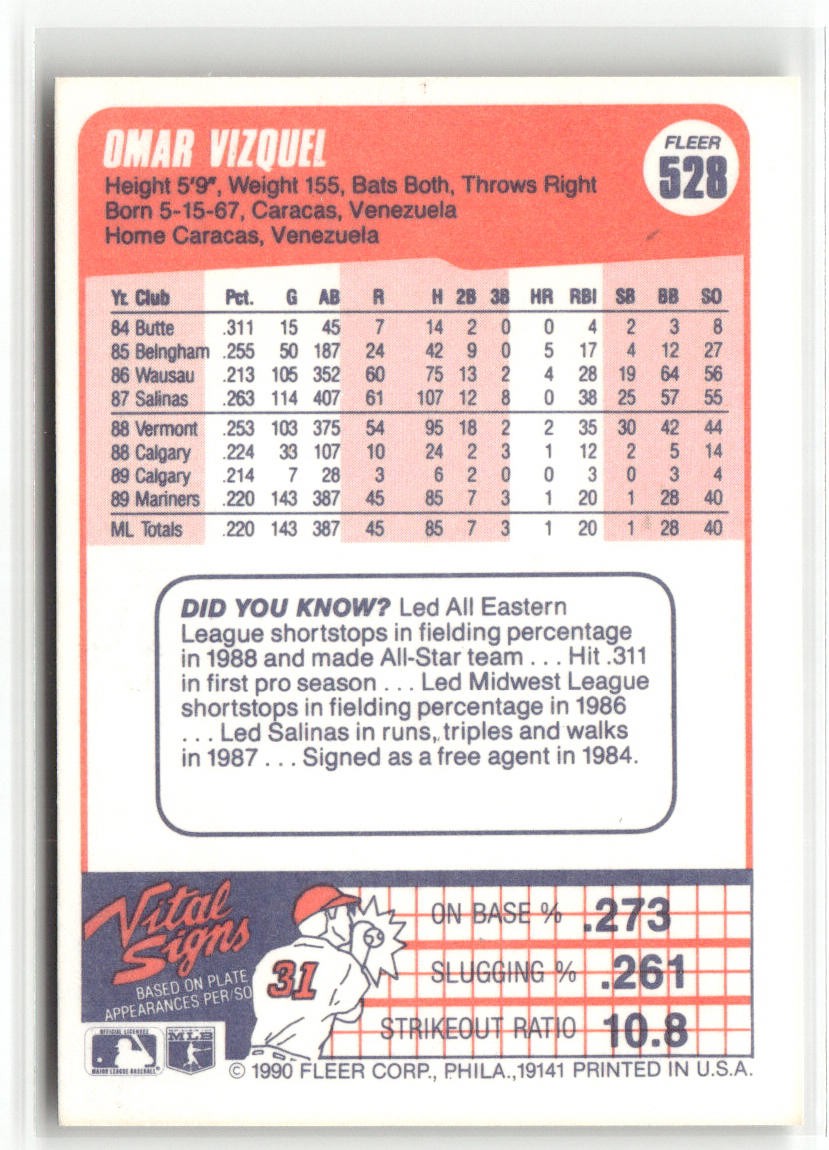 OMAR VIZQUEL
FLEER
528
Height 5'9", Weight 155, Bats Both, Throws Right
Born 5-15-67, Caracas, Venezuela
Home Caracas, Venezuela
Yr. Club Pct. G AB R H 2B 3B HR RBI SB BB SO
84 Butte .311 15 45 7 14 2 0 0 4 2 3 8
85 Belngham .255 50 187 24 42 9 0 5 17 4 12 27
86 Wausau .213 105 352 60 75 13 2 4 28 19 64 56
87 Salinas .263 114 407 61 107 12 8 0 38 25 57 55
88 Vermont .253 103 375 54 95 18 2 2 35 30 42 44
88 Calgary .224 33 107 10 24 2 3 1 12 2 5 14
89 Calgary .214 7 28 3 6 2 0 0 3 0 3 4
89 Mariners .220 143 387 45 85 7 3 1 20 1 28 40
ML Totals .220 143 387 45 85 7 3 1 20 1 28 40
DID YOU KNOW? Led All Eastern
League shortstops in fielding percentage
in 1988 and made All-Star team . . . Hit .311
in first pro season . . . Led Midwest League
shortstops in fielding percentage in 1986
. . . Led Salinas in runs, triples and walks
in 1987 . . . Signed as a free agent in 1984.
Vital
Signs
BASED ON PLATE
APPEARANCES PER/SO
31
ON BASE % .273
SLUGGING % .261
STRIKEOUT RATIO 10.8
OFFICIAL LICENSEE
MAJOR LEAGUE BASEBALL
MLB
© 1990 FLEER CORP., PHILA.,19141 PRINTED IN U.S.A.